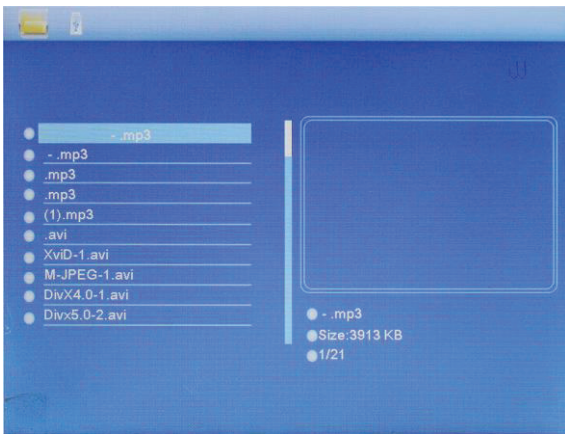 - .mp3
- .mp3
.mp3
.mp3
(1).mp3
.avi
XviD-1.avi
M-JPEG-1.avi
DivX4.0-1.avi
Divx5.0-2.avi
- .mp3
Size:3913 KB
1/21